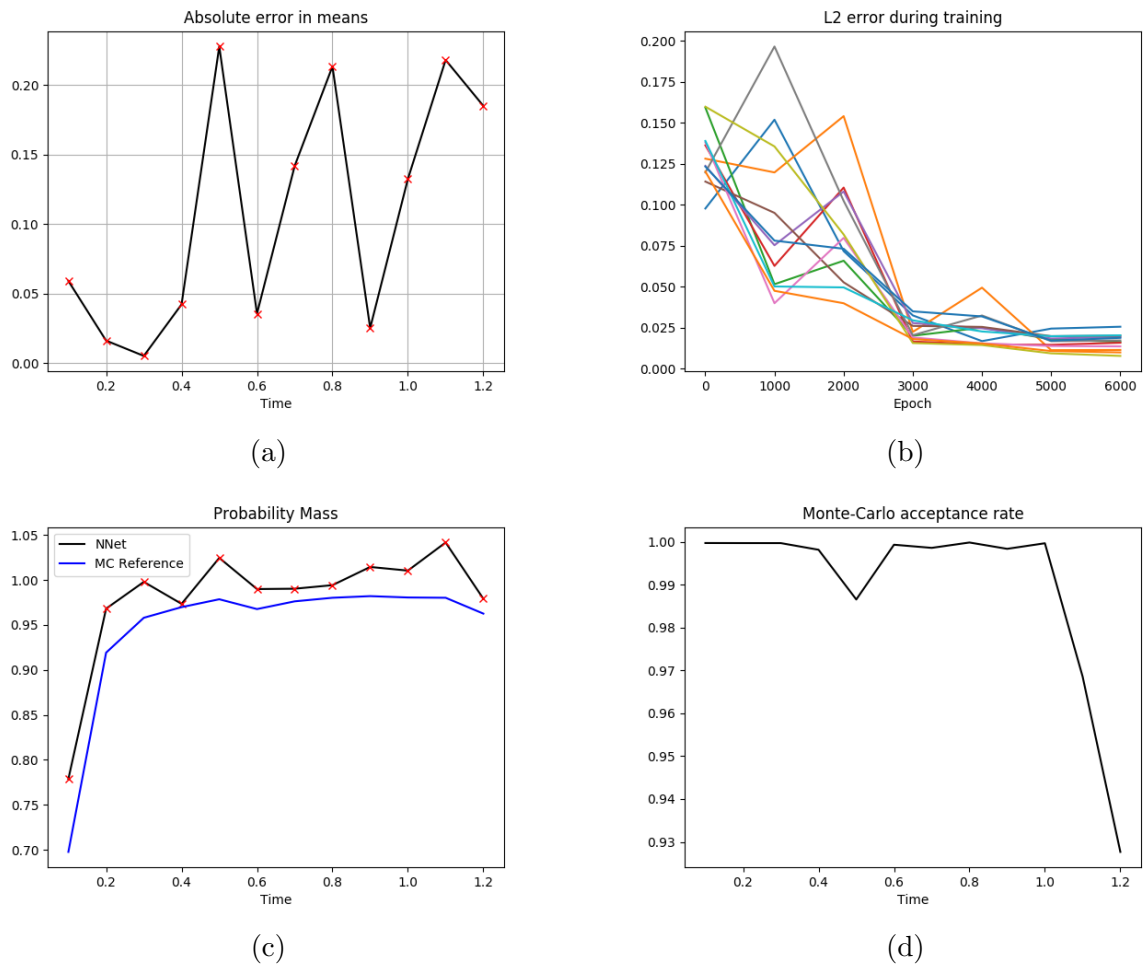 Absolute error in means
0.20
0.15
0.10
0.05
0.00
0.2 0.4 0.6 0.8 1.0 1.2
Time
(a)
L2 error during training
0.200
0.175
0.150
0.125
0.100
0.075
0.050
0.025
0.000
0 1000 2000 3000 4000 5000 6000
Epoch
(b)
Probability Mass
NNet
MC Reference
1.05
1.00
0.95
0.90
0.85
0.80
0.75
0.70
0.2 0.4 0.6 0.8 1.0 1.2
Time
(c)
Monte-Carlo acceptance rate
1.00
0.99
0.98
0.97
0.96
0.95
0.94
0.93
0.2 0.4 0.6 0.8 1.0 1.2
Time
(d)